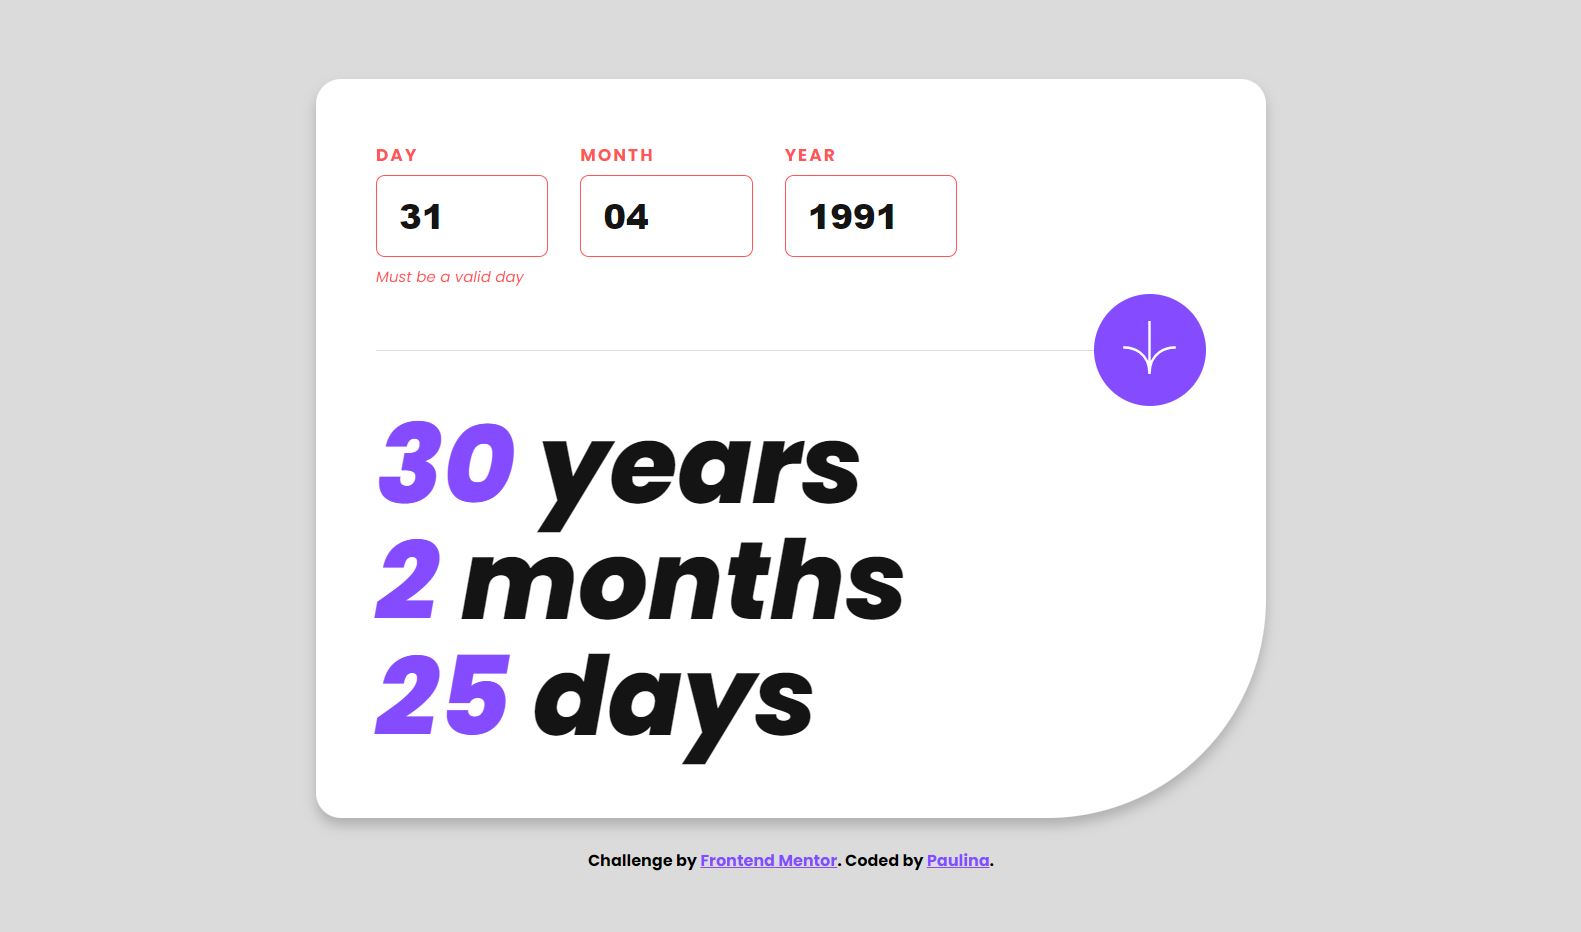 DAY MONTH YEAR
31 04 1991
Must be a valid day
30 years
2 months
25 days
Challenge by Frontend Mentor. Coded by Paulina.